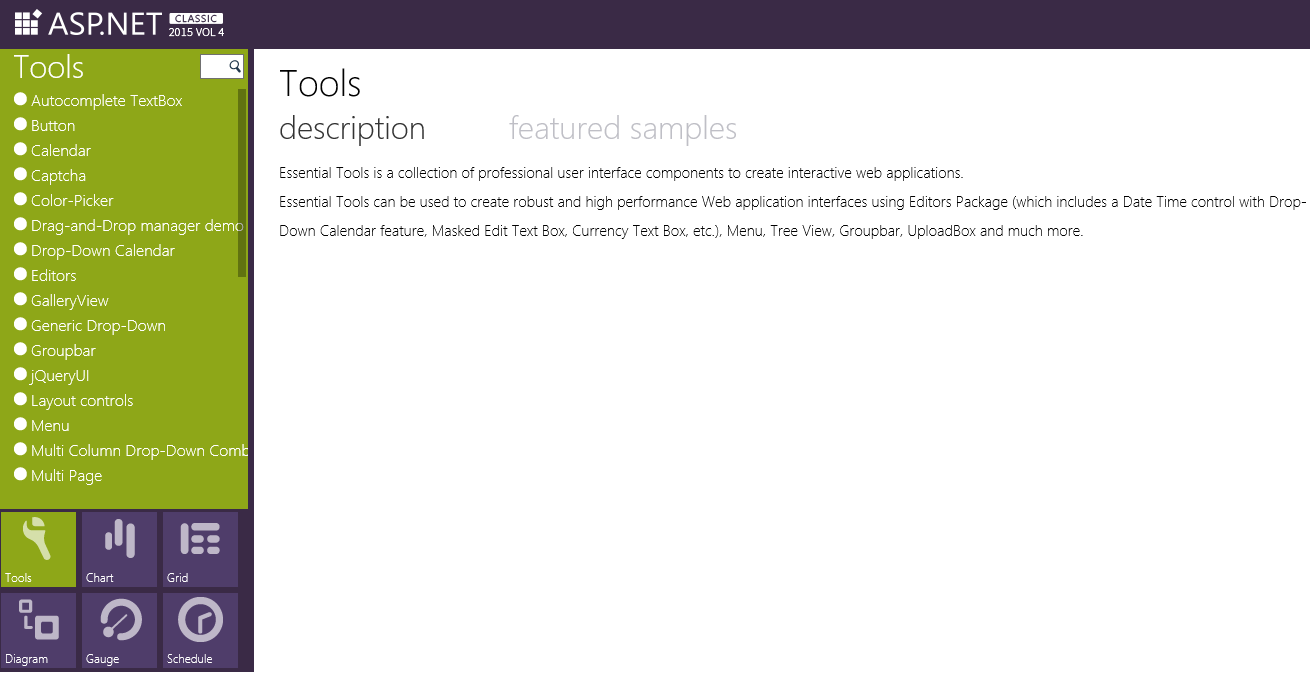 ASP.NET CLASSIC
2015 VOL 4
Tools
Autocomplete TextBox
Button
Calendar
Captcha
Color-Picker
Drag-and-Drop manager demo
Drop-Down Calendar
Editors
GalleryView
Generic Drop-Down
Groupbar
jQueryUI
Layout controls
Menu
Multi Column Drop-Down Comb
Multi Page
Tools
Chart
Grid
Diagram
Gauge
Schedule
Tools
description featured samples
Essential Tools is a collection of professional user interface components to create interactive web applications.
Essential Tools can be used to create robust and high performance Web application interfaces using Editors Package (which includes a Date Time control with Drop-
Down Calendar feature, Masked Edit Text Box, Currency Text Box, etc.), Menu, Tree View, Groupbar, UploadBox and much more.